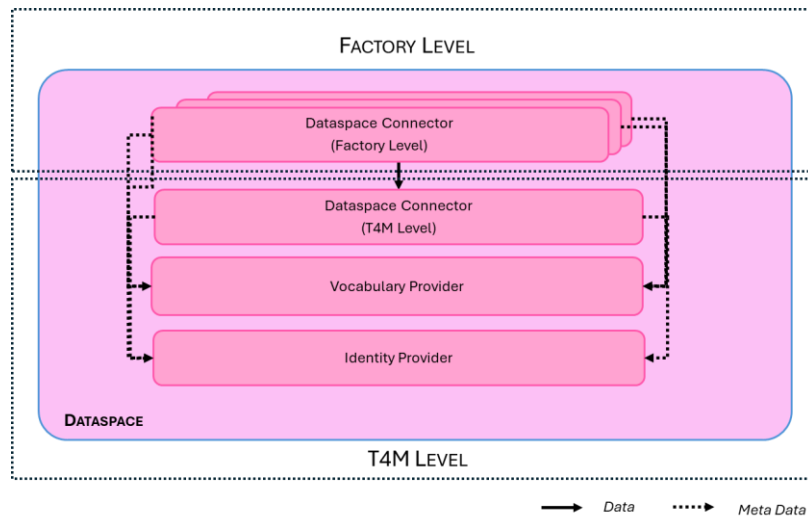 FACTORY LEVEL
Dataspace Connector
(Factory Level)
Dataspace Connector
(T4M Level)
Vocabulary Provider
Identity Provider
DATASPACE
T4M LEVEL
Data
Meta Data